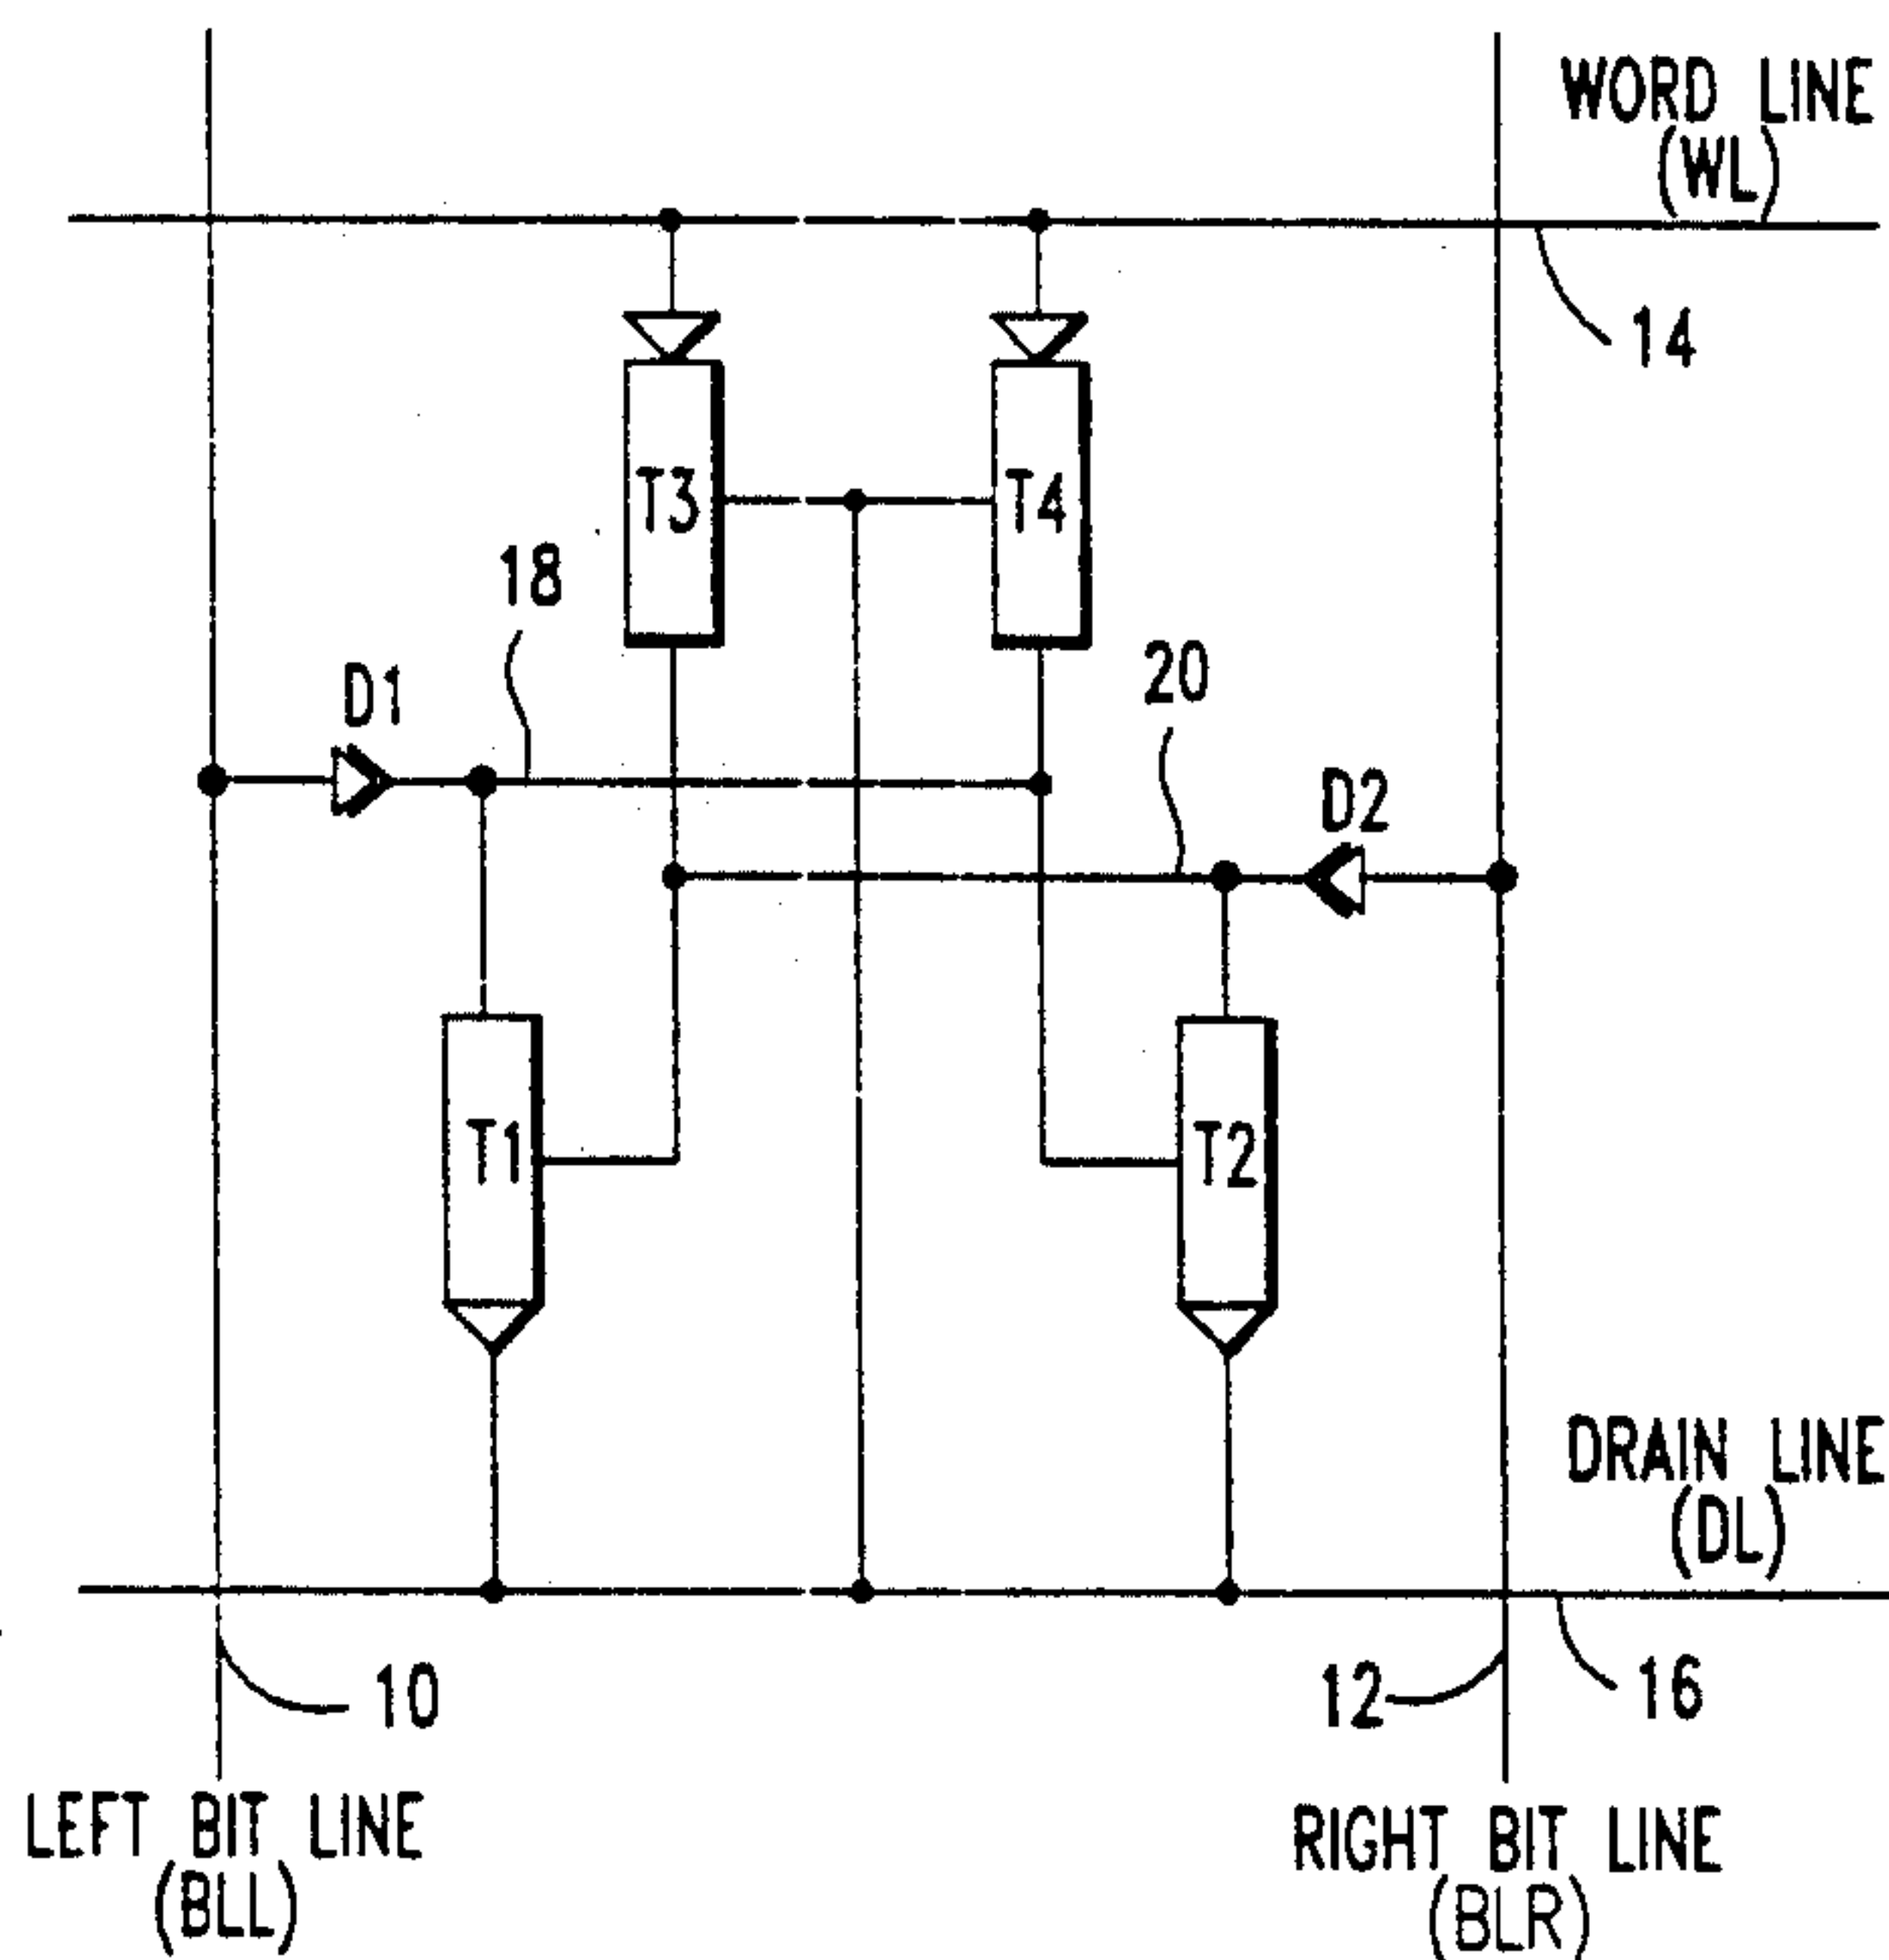 WORD LINE
(WL)
14
T3
T4
18
D1
20
D2
T1
T2
DRAIN LINE
(DL)
10
12
16
LEFT BIT LINE
(BLL)
RIGHT BIT LINE
(BLR)